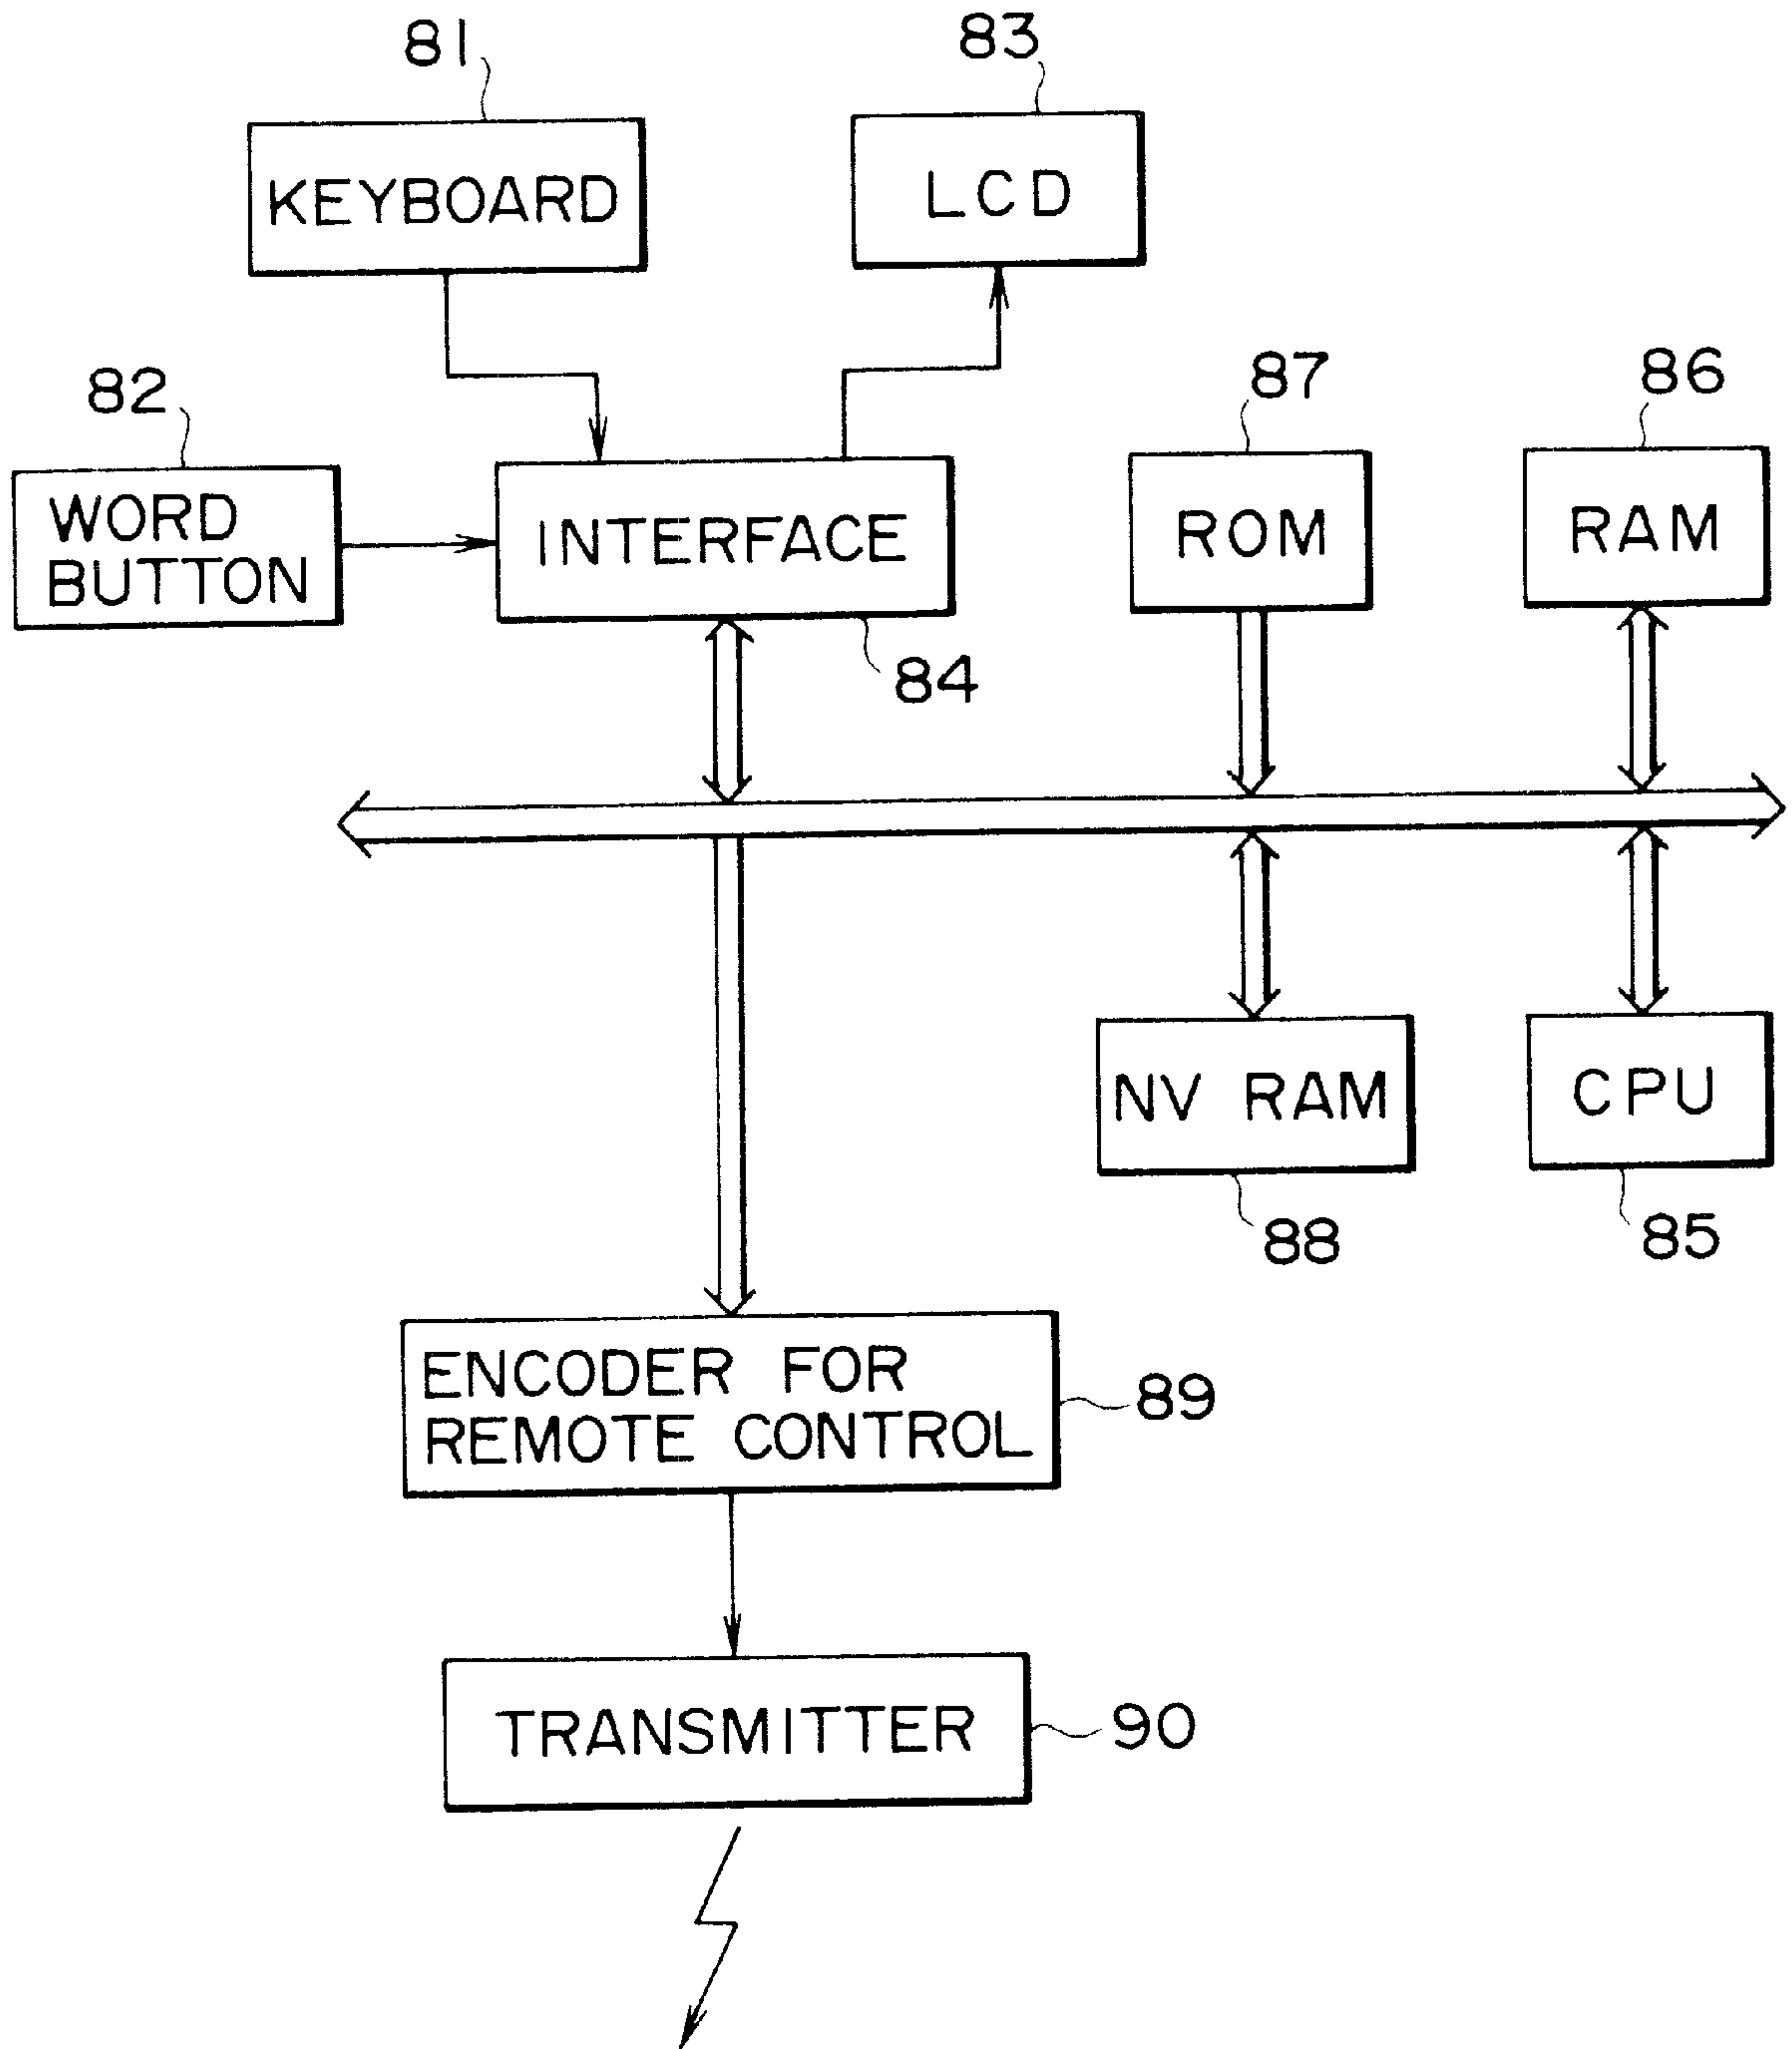 81
83
KEYBOARD
LCD
82
87
86
WORD
BUTTON
INTERFACE
ROM
RAM
84
NV RAM
CPU
88
85
ENCODER FOR
REMOTE CONTROL
89
TRANSMITTER
90